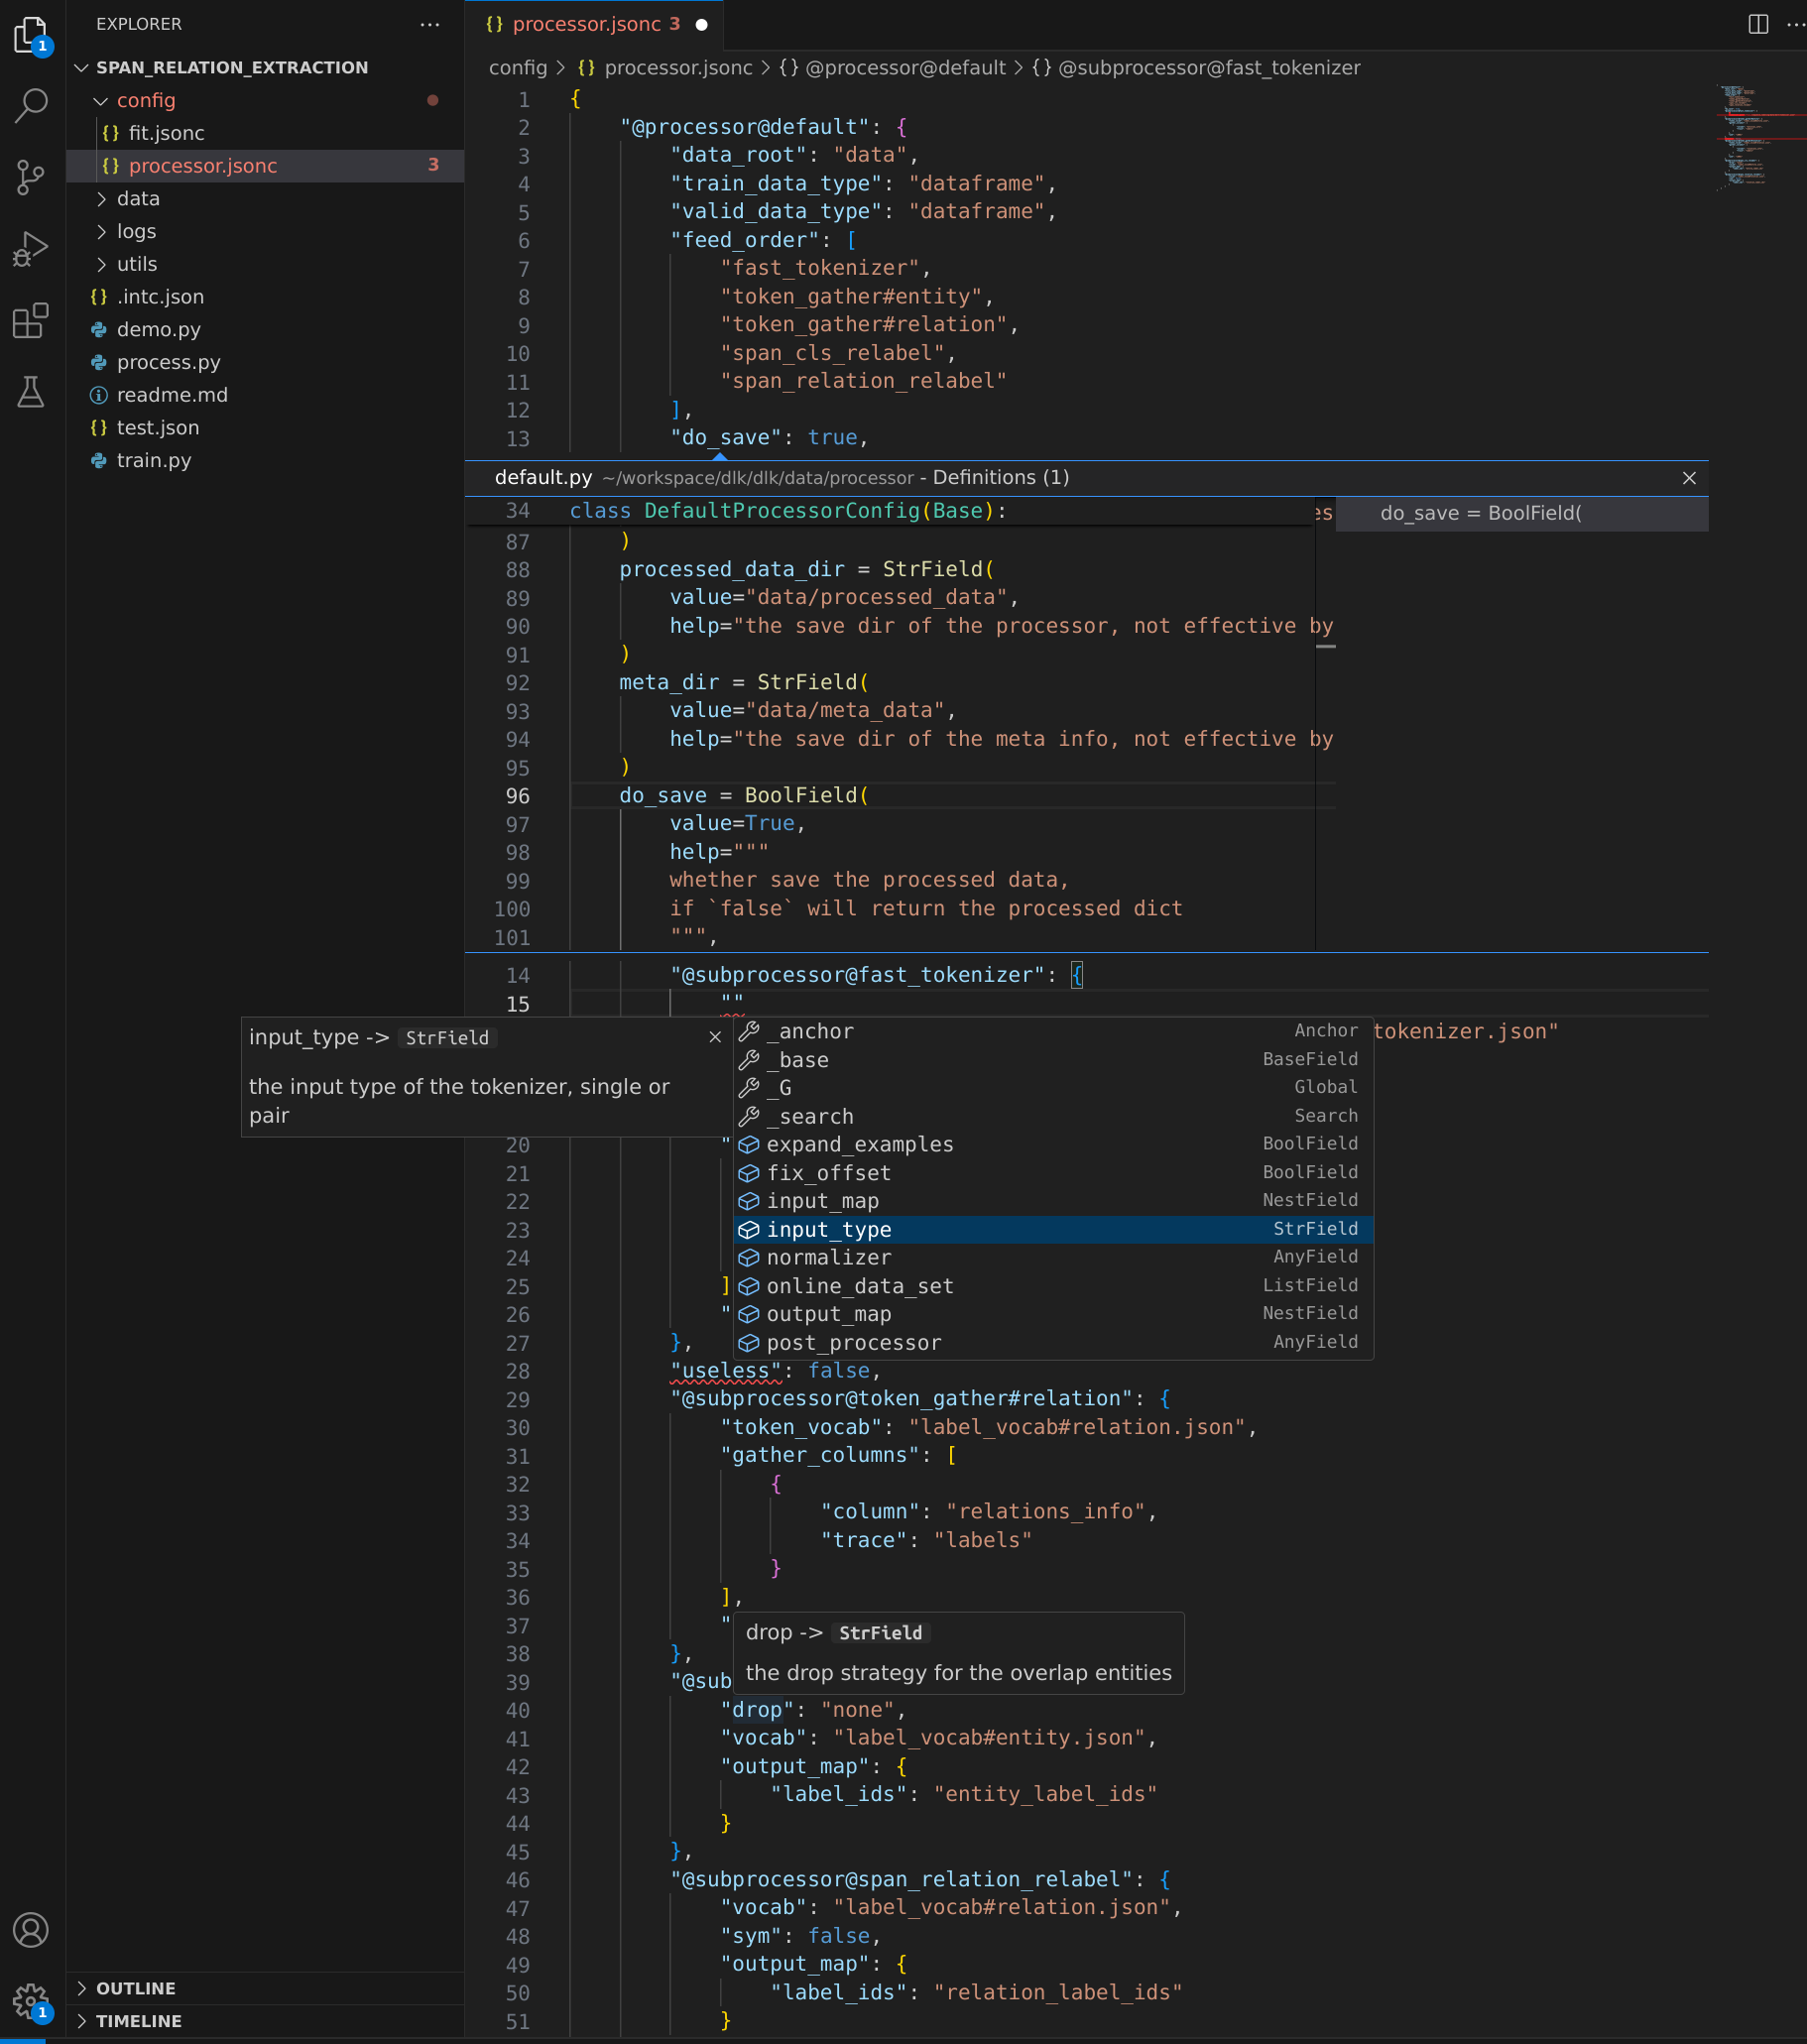 EXPLORER
SPAN_RELATION_EXTRACTION
config
fit.jsonc
processor.jsonc 3
data
logs
utils
.intc.json
demo.py
process.py
readme.md
test.json
train.py
OUTLINE
TIMELINE
1
1
processor.jsonc 3
config > {} processor.jsonc > {} @processor@default > {} @subprocessor@fast_tokenizer
1 {
2 "@processor@default": {
3 "data_root": "data",
4 "train_data_type": "dataframe",
5 "valid_data_type": "dataframe",
6 "feed_order": [
7 "fast_tokenizer",
8 "token_gather#entity",
9 "token_gather#relation",
10 "span_cls_relabel",
11 "span_relation_relabel"
12 ],
13 "do_save": true,
default.py ~/workspace/dlk/dlk/data/processor - Definitions (1)
34 class DefaultProcessorConfig(Base):
es
do_save = BoolField(
87 )
88 processed_data_dir = StrField(
89 value="data/processed_data",
90 help="the save dir of the processor, not effective by
91 )
92 meta_dir = StrField(
93 value="data/meta_data",
94 help="the save dir of the meta info, not effective by
95 )
96 do_save = BoolField(
97 value=True,
98 help="""
99 whether save the processed data,
100 if `false` will return the processed dict
101 """,
14 "@subprocessor@fast_tokenizer": {
15 ""
tokenizer.json"
input_type -> StrField
the input type of the tokenizer, single or
pair
_anchor Anchor
_base BaseField
_G Global
_search Search
expand_examples BoolField
fix_offset BoolField
input_map NestField
input_type StrField
normalizer AnyField
online_data_set ListField
output_map NestField
post_processor AnyField
20 "
21
22
23
24
25 ]
26 "
27 },
28 "useless": false,
29 "@subprocessor@token_gather#relation": {
30 "token_vocab": "label_vocab#relation.json",
31 "gather_columns": [
32 {
33 "column": "relations_info",
34 "trace": "labels"
35 }
36 ],
37 "
drop -> StrField
the drop strategy for the overlap entities
38 },
39 "@sub
40 "drop": "none",
41 "vocab": "label_vocab#entity.json",
42 "output_map": {
43 "label_ids": "entity_label_ids"
44 }
45 },
46 "@subprocessor@span_relation_relabel": {
47 "vocab": "label_vocab#relation.json",
48 "sym": false,
49 "output_map": {
50 "label_ids": "relation_label_ids"
51 }